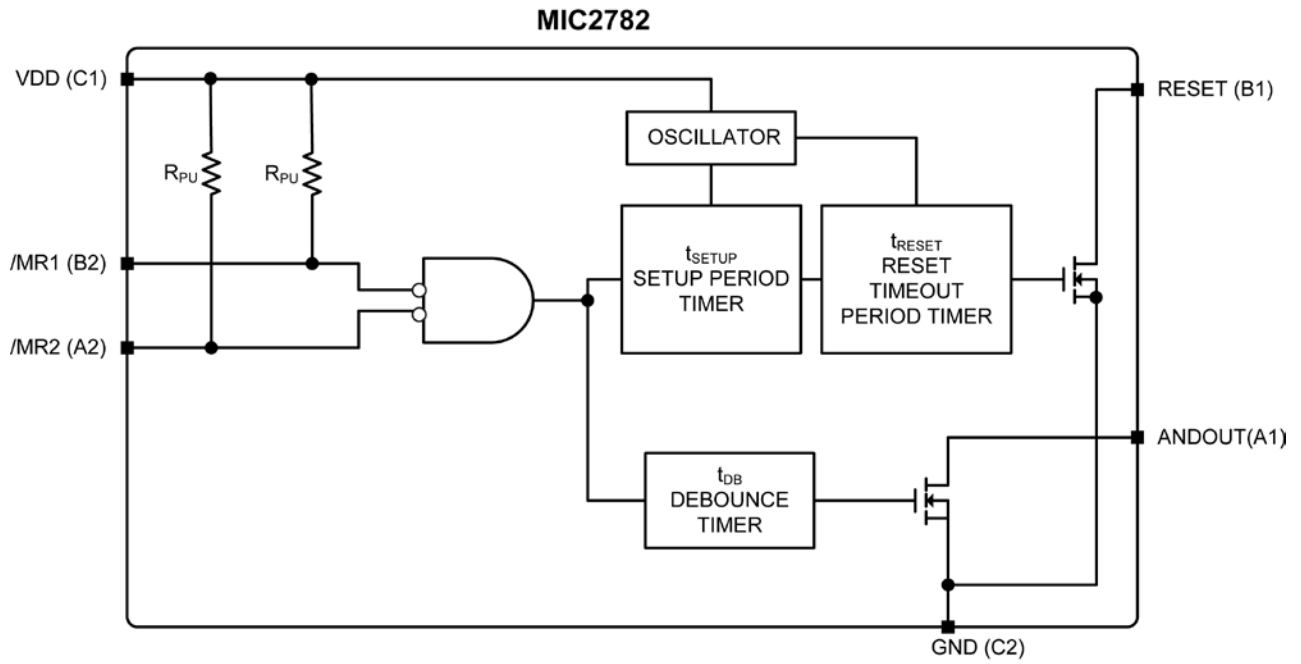 MIC2782
VDD (C1)
RESET (B1)
OSCILLATOR
RPU
RPU
/MR1 (B2)
tSETUP
SETUP PERIOD
TIMER
tRESET
RESET
TIMEOUT
PERIOD TIMER
/MR2 (A2)
ANDOUT(A1)
tDB
DEBOUNCE
TIMER
GND (C2)